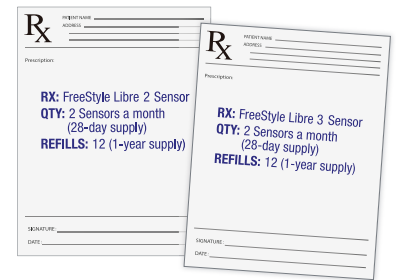 Rx
PATIENT NAME
ADDRESS
Prescription:
RX: FreeStyle Libre 2 Sensor
QTY: 2 Sensors a month
(28-day supply)
REFILLS: 12 (1-year supply)
SIGNATURE:
DATE:
Rx
PATIENT NAME
ADDRESS
Prescription:
RX: FreeStyle Libre 3 Sensor
QTY: 2 Sensors a month
(28-day supply)
REFILLS: 12 (1-year supply)
SIGNATURE:
DATE: